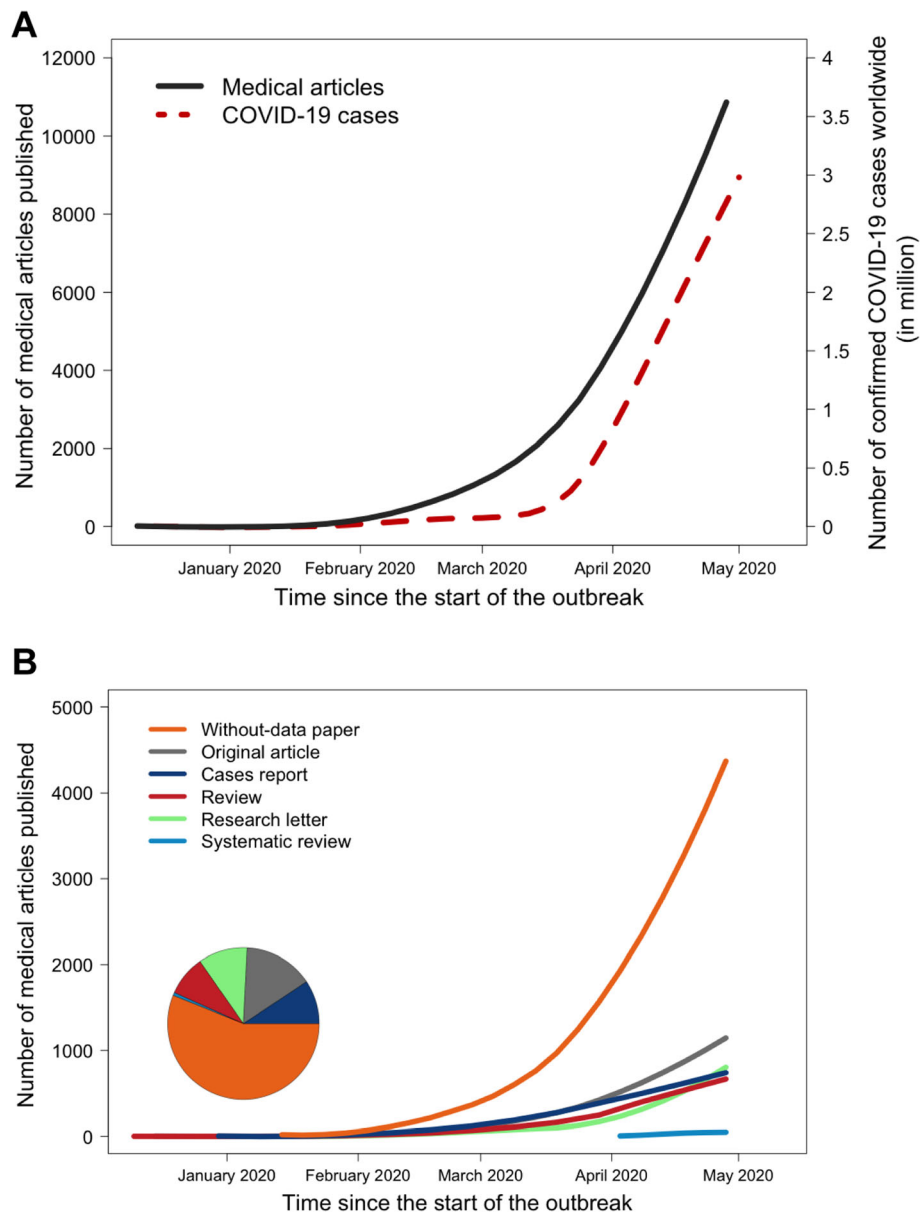 A
12000
10000
8000
6000
4000
2000
0
Number of medical articles published
Medical articles
COVID-19 cases
4
3.5
3
2.5
2
1.5
1
0.5
0
Number of confirmed COVID-19 cases worldwide
(in million)
January 2020 February 2020 March 2020 April 2020 May 2020
Time since the start of the outbreak
B
5000
4000
3000
2000
1000
0
Number of medical articles published
Without-data paper
Original article
Cases report
Review
Research letter
Systematic review
January 2020 February 2020 March 2020 April 2020 May 2020
Time since the start of the outbreak